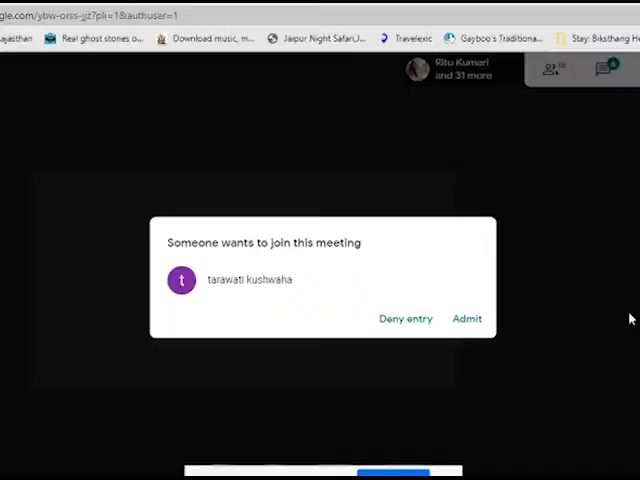 gle.com/ybw-orss-jjz?pli=1&authuser=1
ajasthan Real ghost stories o... Download music, m... Jaipur Night Safari,J... Travelexic Gayboo's Traditiona... Stay: Biksthang He
Ritu Kumari
and 31 more
Someone wants to join this meeting
t tarawati kushwaha
Deny entry Admit